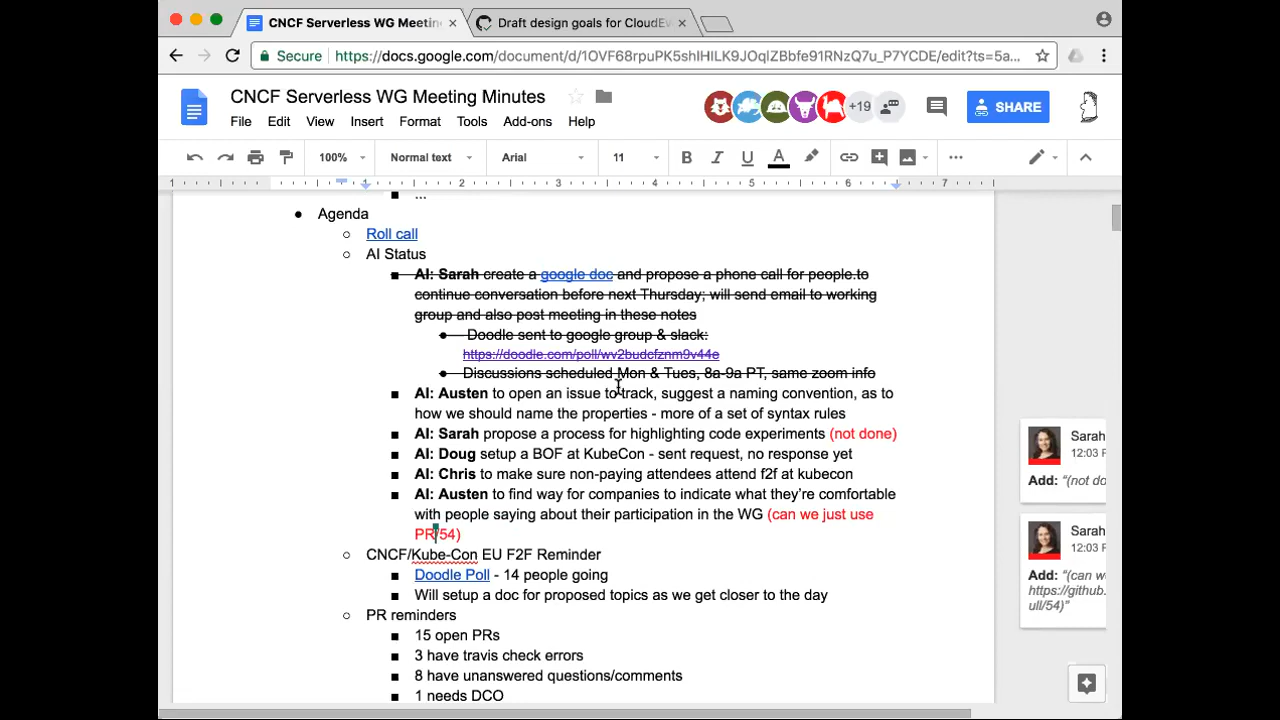 CNCF Serverless WG Meetin
Draft design goals for CloudEv
Secure
https://docs.google.com/document/d/1OVF68rpuPK5shIHILK9JOqlZBbfe91RNzQ7u_P7YCDE/edit?ts=5a...
CNCF Serverless WG Meeting Minutes
+19
SHARE
File Edit View Insert Format Tools Add-ons Help
100% Normal text Arial 11
1 1 2 3 4 5 6 7
...
Agenda
Roll call
AI Status
AI: Sarah create a google doc and propose a phone call for people.to
continue conversation before next Thursday; will send email to working
group and also post meeting in these notes
Doodle sent to google group & slack:
https://doodle.com/poll/wv2budcfznm9v44e
Discussions scheduled Mon & Tues, 8a-9a PT, same zoom info
AI: Austen to open an issue to track, suggest a naming convention, as to
how we should name the properties - more of a set of syntax rules
AI: Sarah propose a process for highlighting code experiments (not done)
AI: Doug setup a BOF at KubeCon - sent request, no response yet
AI: Chris to make sure non-paying attendees attend f2f at kubecon
AI: Austen to find way for companies to indicate what they're comfortable
with people saying about their participation in the WG (can we just use
PR/54)
CNCF/Kube-Con EU F2F Reminder
Doodle Poll - 14 people going
Will setup a doc for proposed topics as we get closer to the day
PR reminders
15 open PRs
3 have travis check errors
8 have unanswered questions/comments
1 needs DCO
Sarah
12:03 P
Add: "(not do
Sarah
12:03 P
Add: "(can we
https://github.
ull/54)"